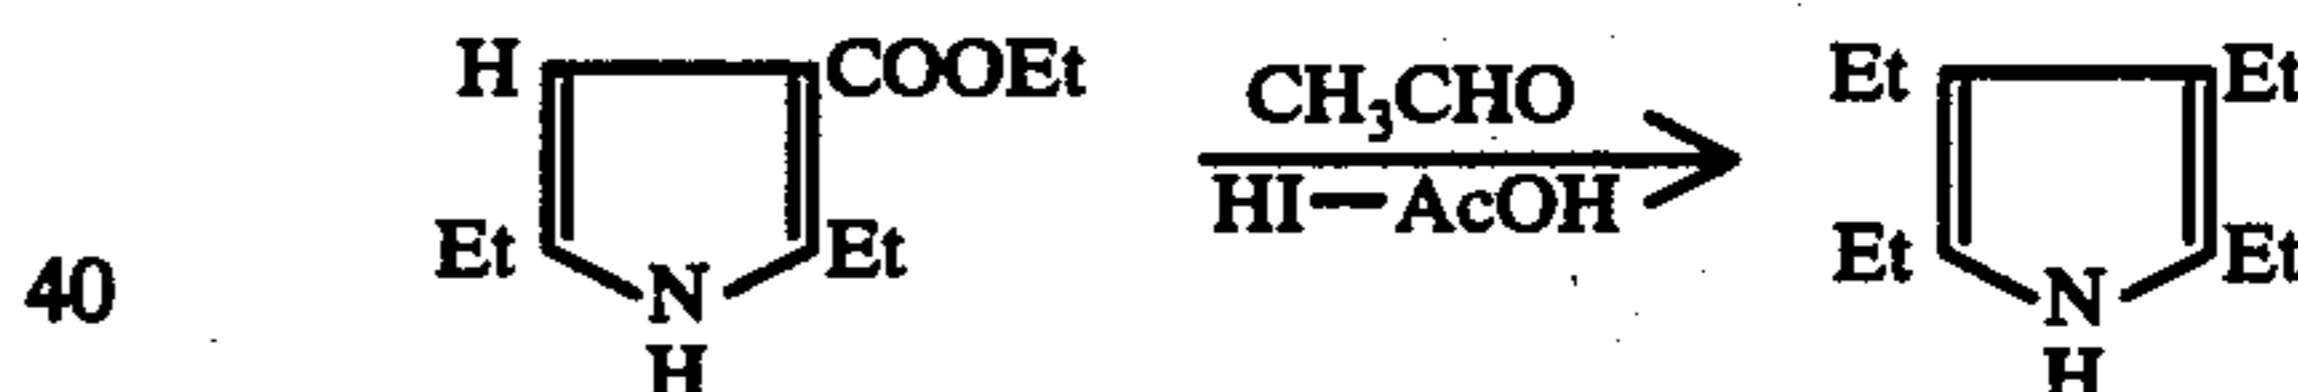 H COOEt CH₃CHO Et Et
HI—AcOH
Et Et Et Et
40 N N
H H